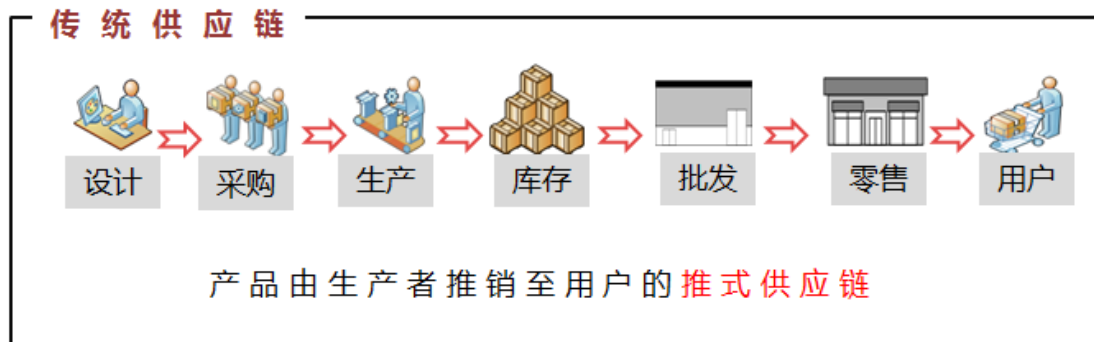 传统供应链
设计 采购 生产 库存 批发 零售 用户
产品由生产者推销至用户的推式供应链